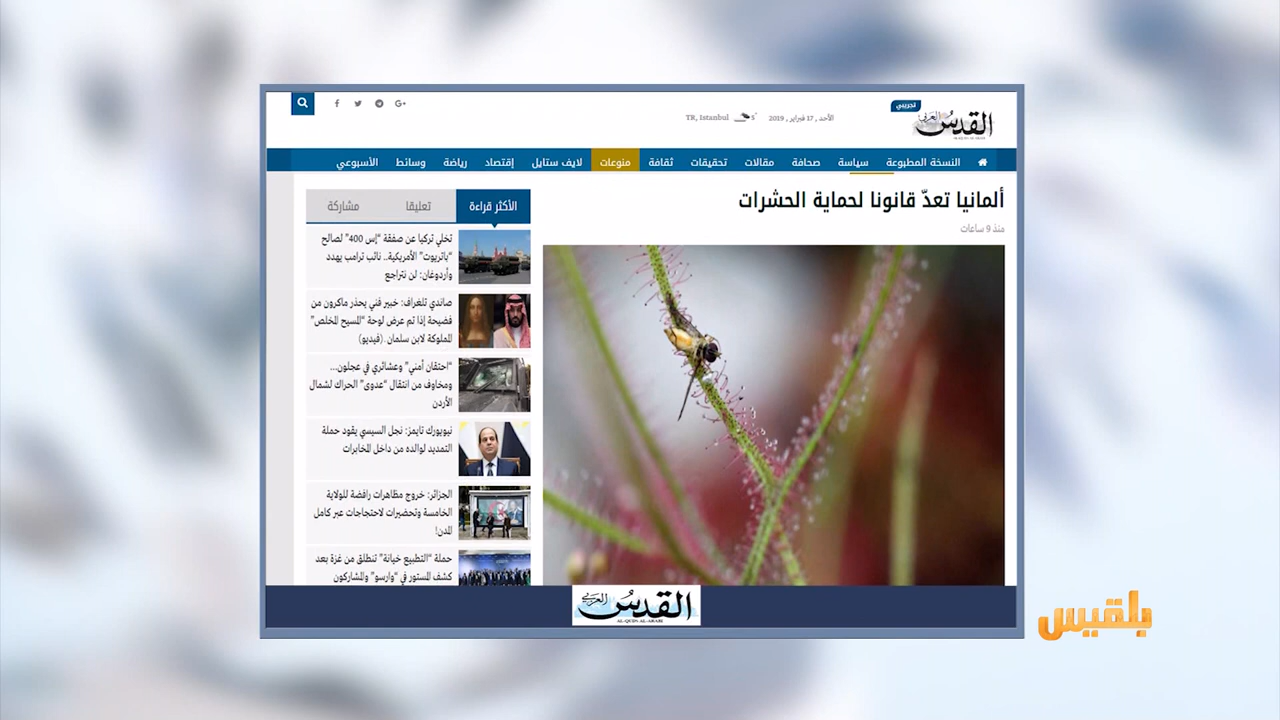 تجريبي
القدس العربي
الأحد , 17 فبراير , 2019
5°
TR, Istanbul
النسخة المطبوعة سياسة صحافة مقالات تحقيقات ثقافة منوعات لايف ستايل إقتصاد رياضة وسائط الأسبوعي
ألمانيا تعدّ قانونا لحماية الحشرات
منذ 9 ساعات
الأكثر قراءة تعليقا مشاركة
تخلي تركيا عن صفقة "إس 400" لصالح
"باتريوت" الأمريكية.. نائب ترامب يهدد
وأردوغان: لن نتراجع
صاندي تلغراف: خبير فني يحذر ماكرون من
فضيحة إذا تم عرض لوحة "المسيح المخلص"
المملوكة لابن سلمان (فيديو)
"احتقان أمني" وعشائري في عجلون...
ومخاوف من انتقال "عدوى" الحراك لشمال
الأردن
نيويورك تايمز: نجل السيسي يقود حملة
التمديد لوالده من داخل المخابرات
الجزائر: خروج مظاهرات رافضة للولاية
الخامسة وتحضيرات لاحتجاجات عبر كامل
المدن!
حملة "التطبيع خيانة" تنطلق من غزة بعد
كشف المستور في "وارسو" والمشاركون
القدس العربي
AL-QUDS AL-ARABI
بلقيس